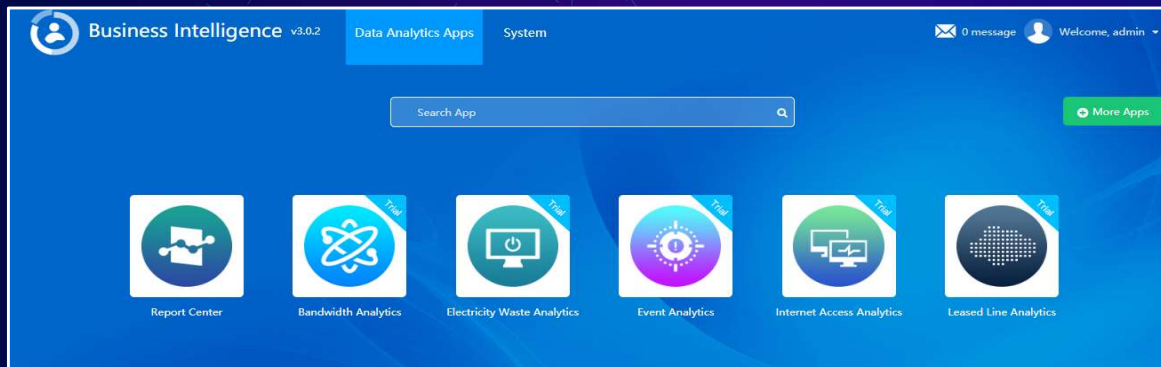 Business Intelligence v3.0.2 Data Analytics Apps System 0 message Welcome, admin
Search App More Apps
Trial Trial Trial Trial Trial
Report Center Bandwidth Analytics Electricity Waste Analytics Event Analytics Internet Access Analytics Leased Line Analytics